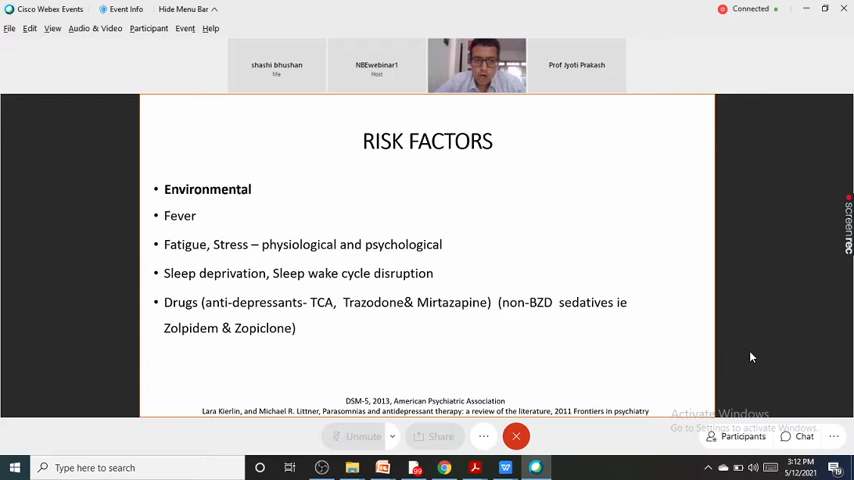 Cisco Webex Events
Event Info
Hide Menu Bar
Connected
File Edit View Audio & Video Participant Event Help
shashi bhushan
Me
NBEwebinar1
Host
Prof Jyoti Prakash
RISK FACTORS
• Environmental
• Fever
• Fatigue, Stress – physiological and psychological
• Sleep deprivation, Sleep wake cycle disruption
• Drugs (anti-depressants- TCA, Trazodone& Mirtazapine) (non-BZD sedatives ie
Zolpidem & Zopiclone)
DSM-5, 2013, American Psychiatric Association
Lara Kierlin, and Michael R. Littner, Parasomnias and antidepressant therapy: a review of the literature, 2011 Frontiers in psychiatry
screenrec
Activate Windows
Go to Settings to activate Windows.
Unmute
Share
Participants
Chat
Type here to search
99
3:12 PM
5/12/2021
19